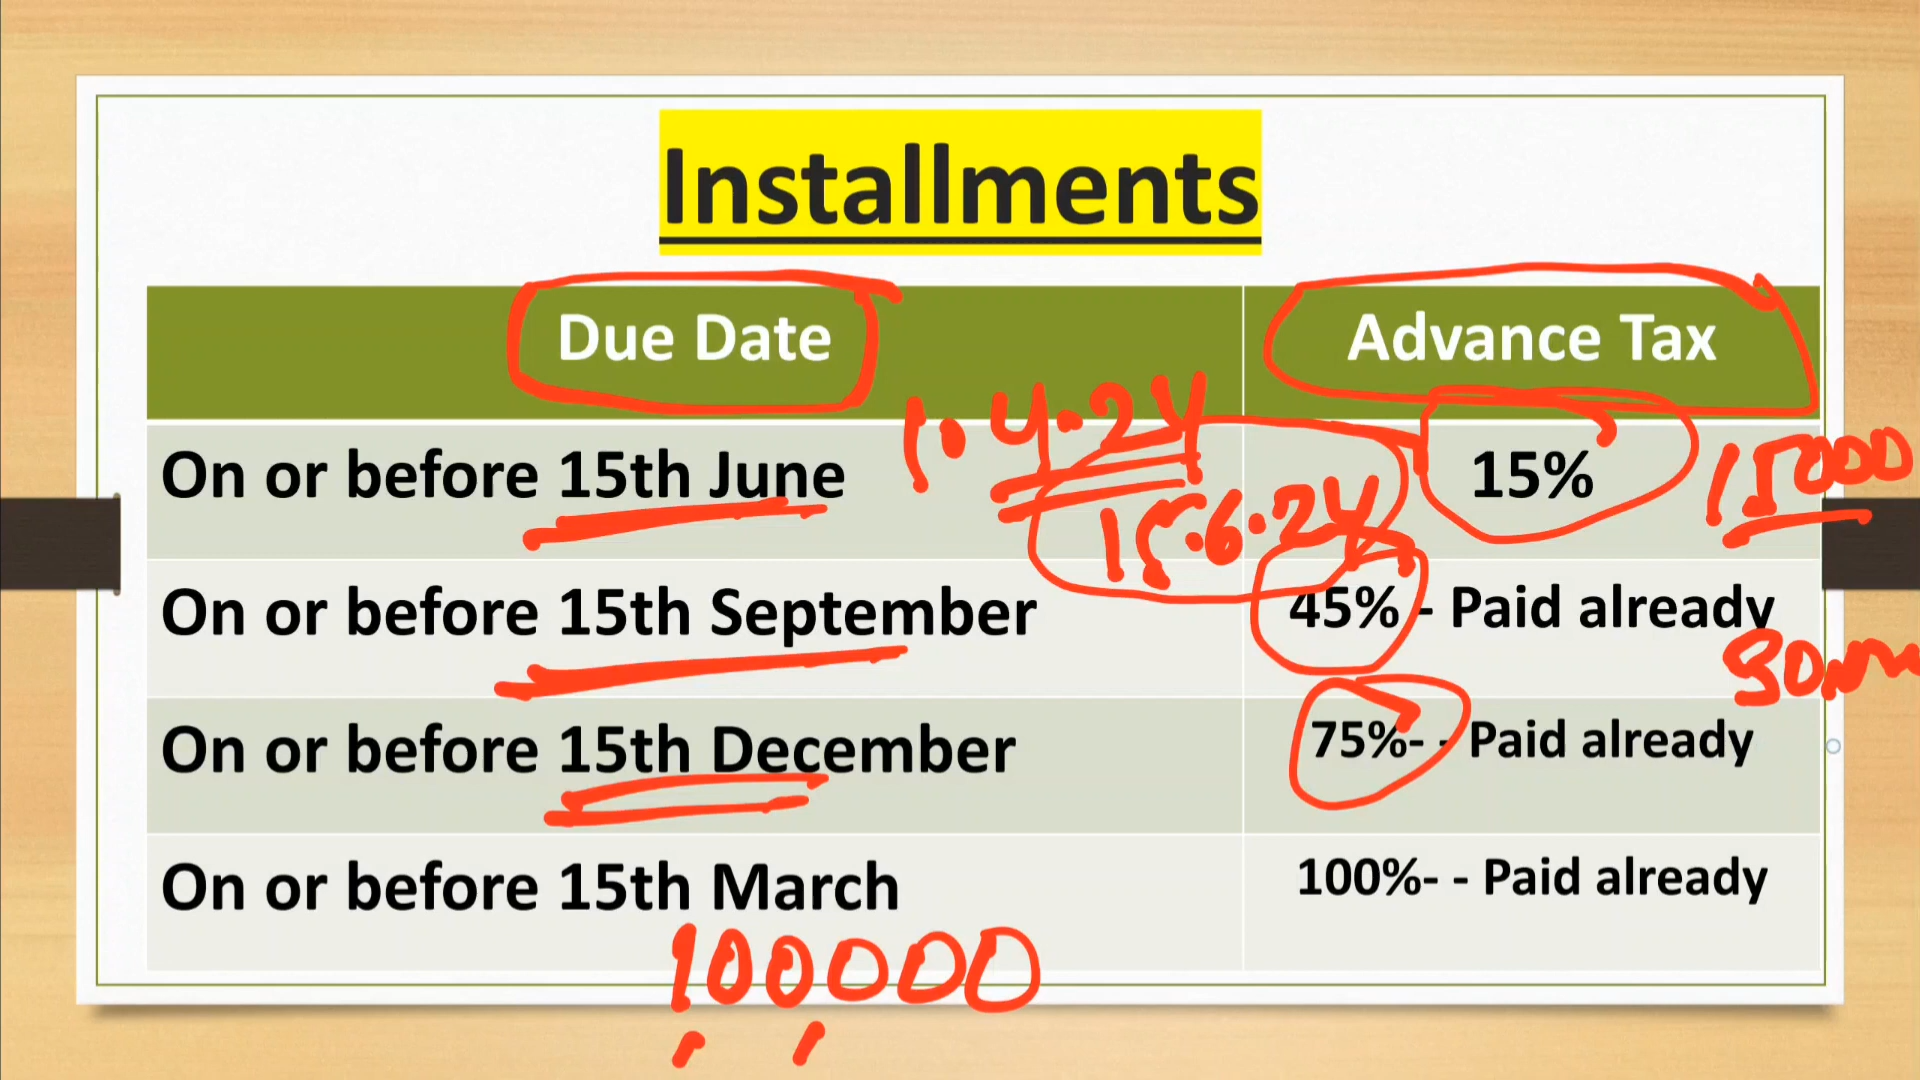 Installments
Due Date Advance Tax
1.4.24
On or before 15th June 15% 15000
15.6.24
On or before 15th September 45% - Paid already
On or before 15th December 75%- - Paid already
On or before 15th March 100%- - Paid already
100000